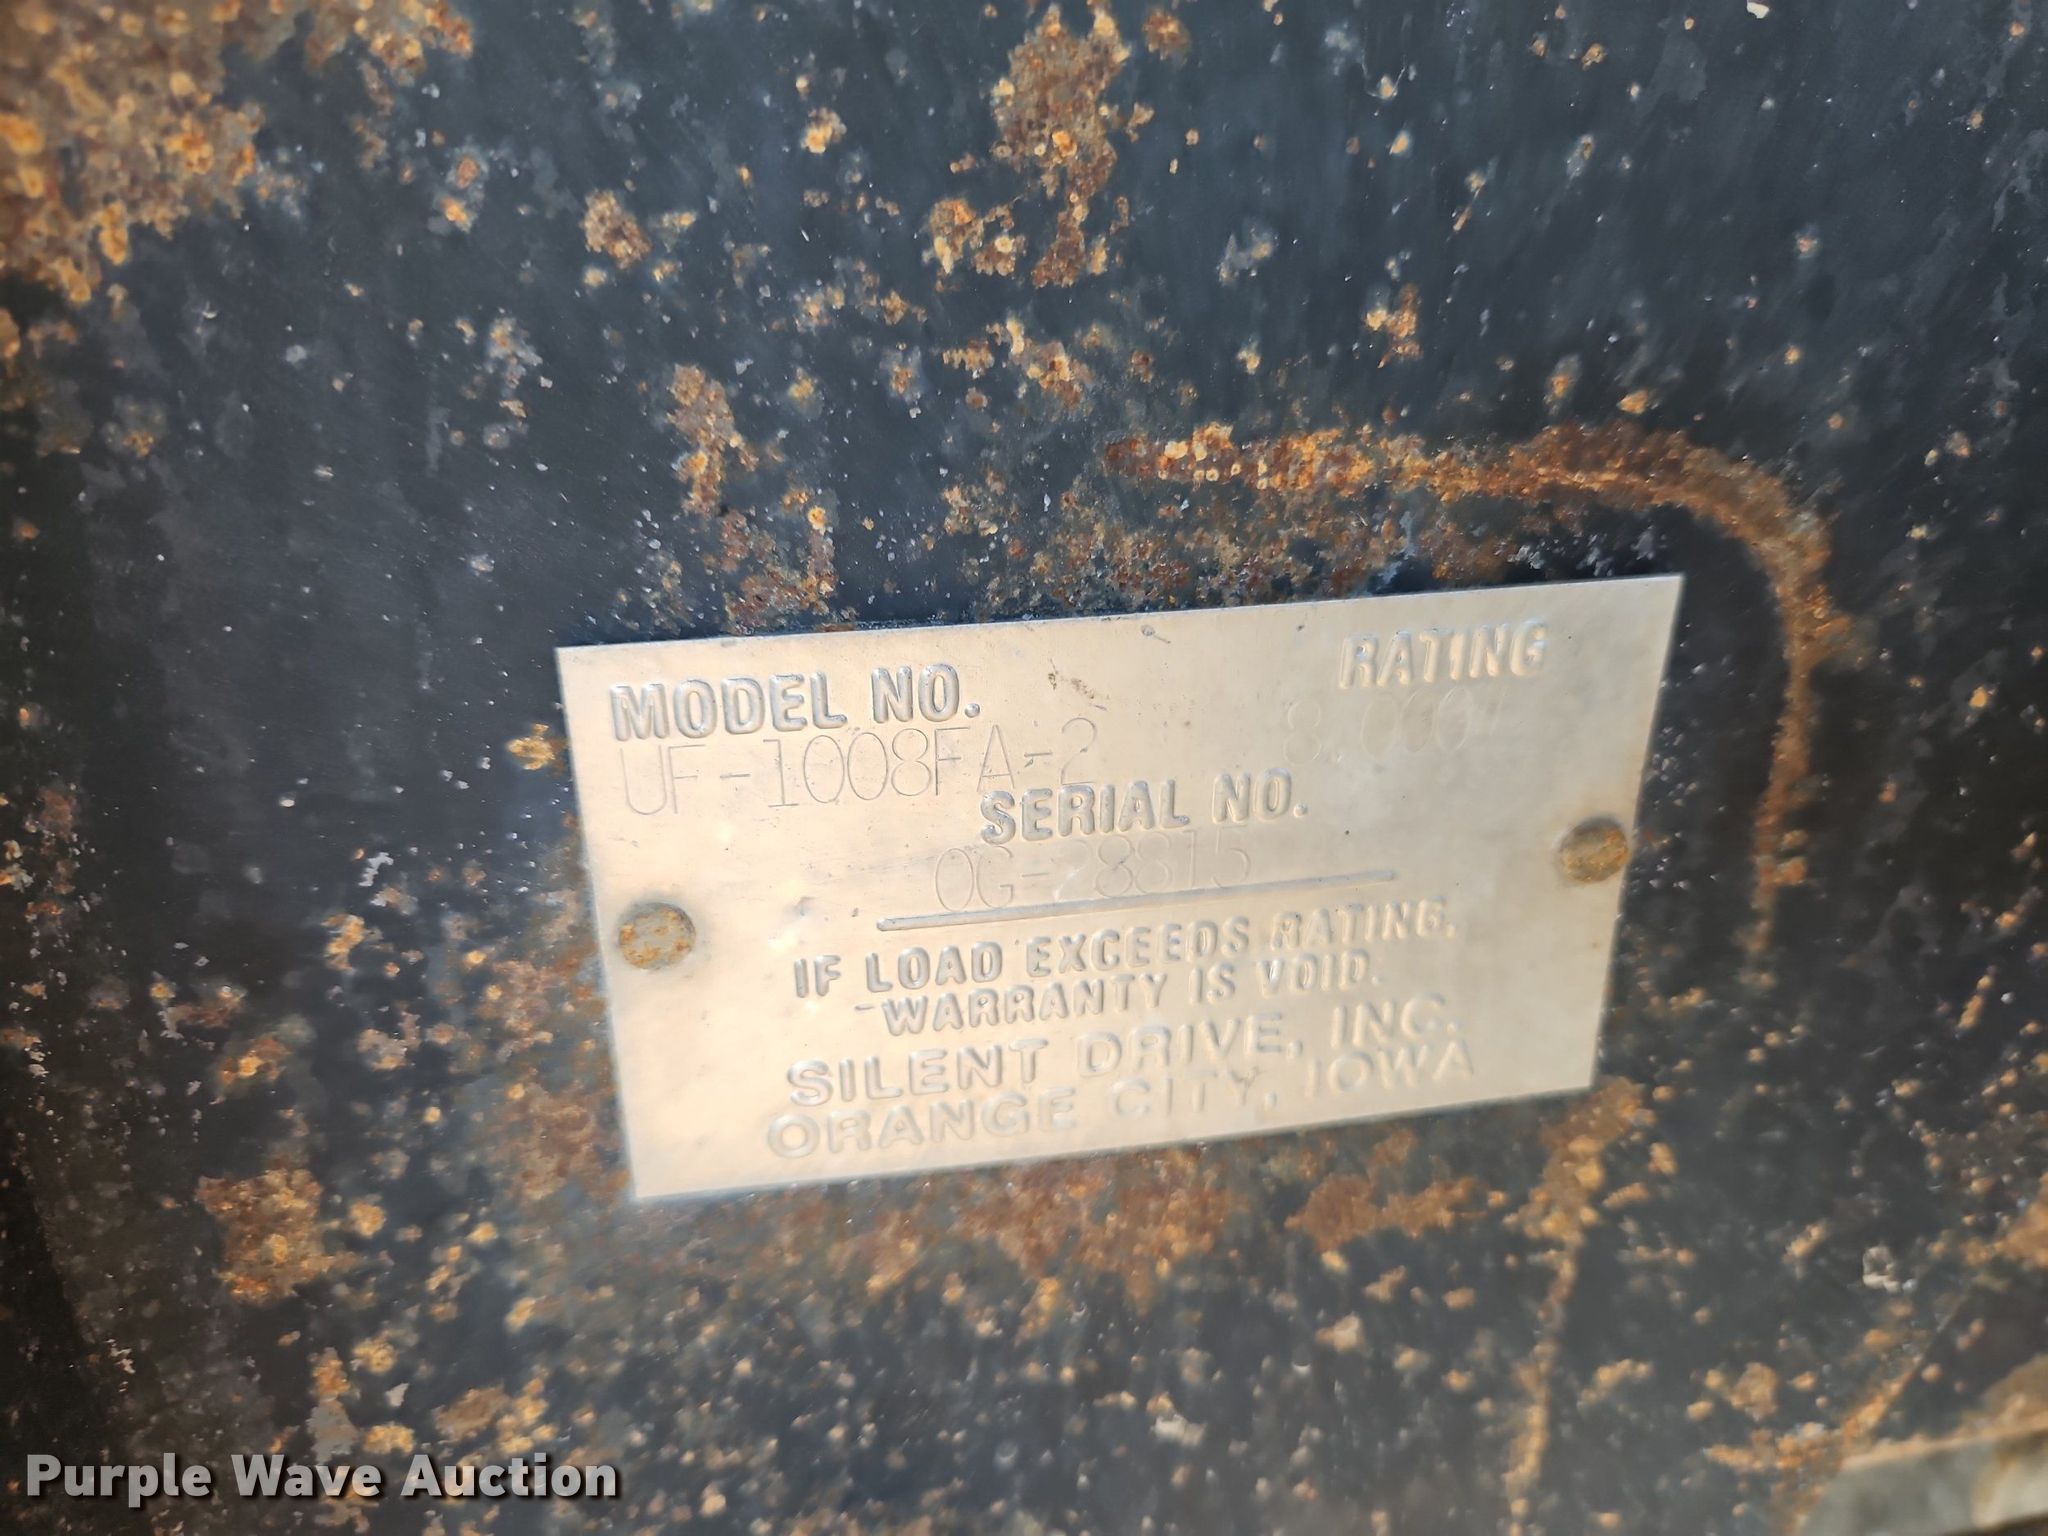 MODEL NO. RATING
UF-1008FA-2 8,000#
SERIAL NO.
OG-28815
IF LOAD EXCEEDS RATING,
-WARRANTY IS VOID.
SILENT DRIVE, INC.
ORANGE CITY, IOWA
Purple Wave Auction